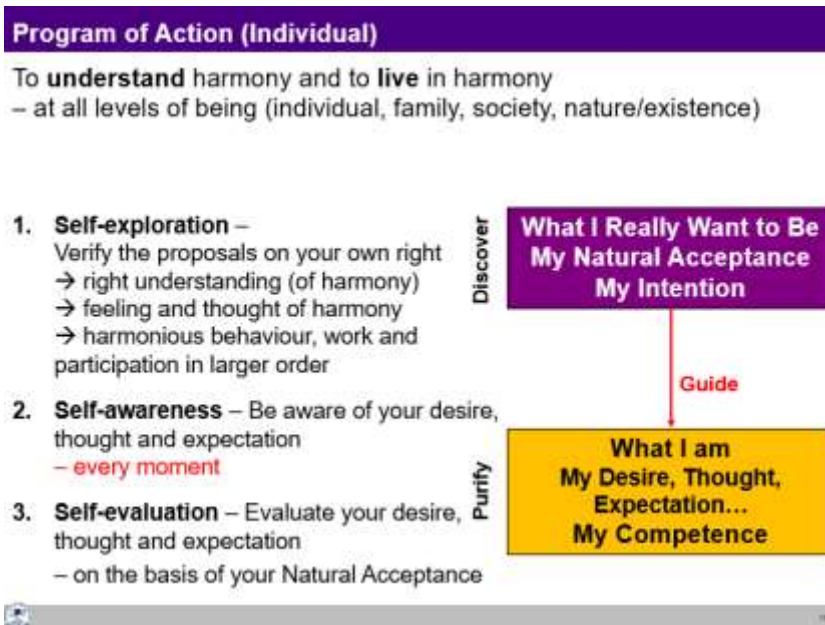 Program of Action (Individual)
To understand harmony and to live in harmony
– at all levels of being (individual, family, society, nature/existence)
1. Self-exploration –
Verify the proposals on your own right
→ right understanding (of harmony)
→ feeling and thought of harmony
→ harmonious behaviour, work and
participation in larger order
2. Self-awareness – Be aware of your desire,
thought and expectation
– every moment
3. Self-evaluation – Evaluate your desire,
thought and expectation
– on the basis of your Natural Acceptance
Discover
What I Really Want to Be
My Natural Acceptance
My Intention
Guide
Purify
What I am
My Desire, Thought,
Expectation...
My Competence